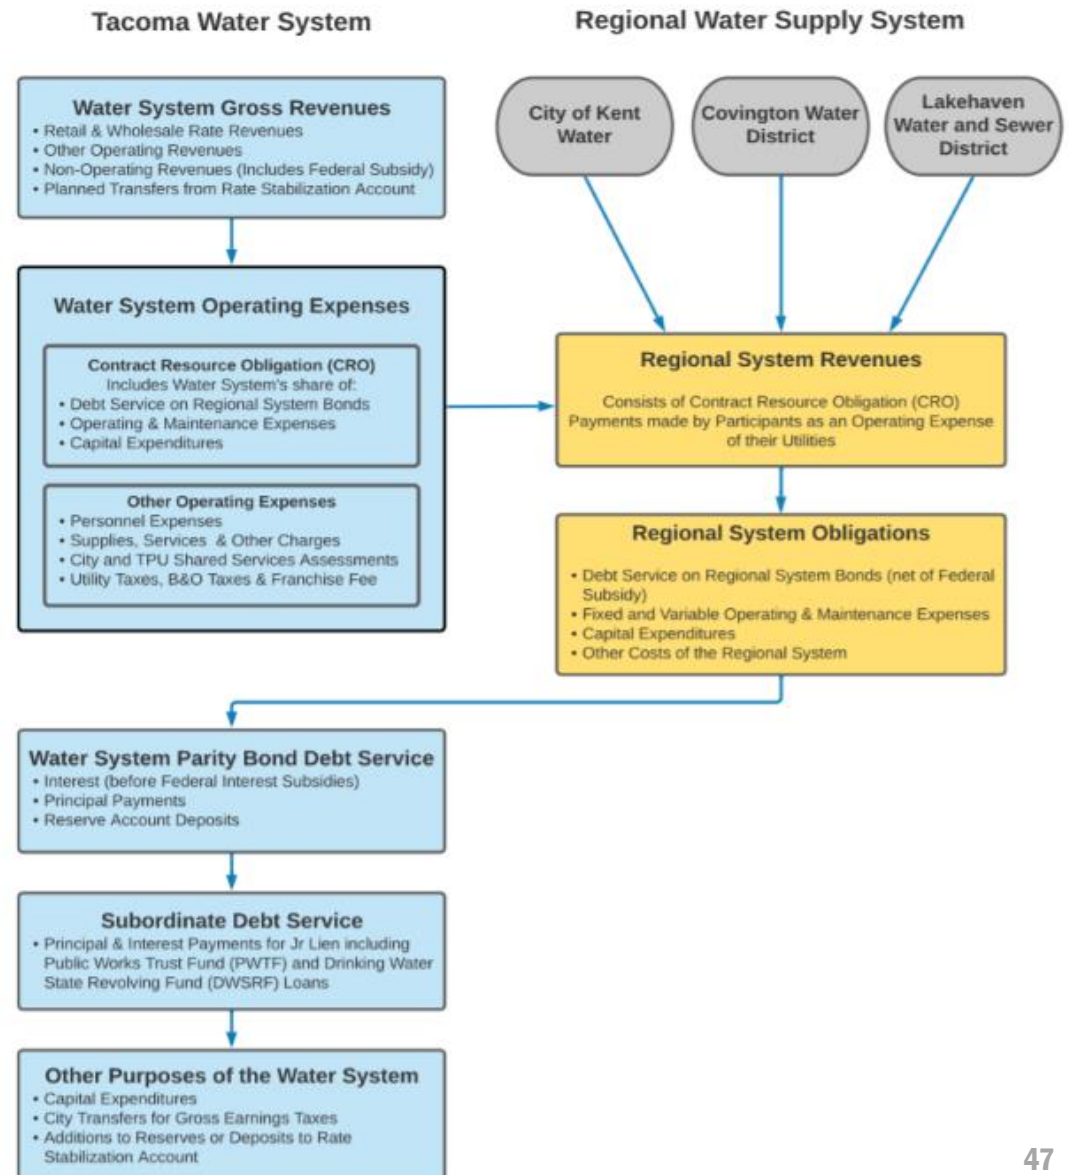 Tacoma Water System
Regional Water Supply System
Water System Gross Revenues
• Retail & Wholesale Rate Revenues
• Other Operating Revenues
• Non-Operating Revenues (Includes Federal Subsidy)
• Planned Transfers from Rate Stabilization Account
City of Kent
Water
Covington Water
District
Lakehaven
Water and Sewer
District
Water System Operating Expenses
Contract Resource Obligation (CRO)
Includes Water System's share of:
• Debt Service on Regional System Bonds
• Operating & Maintenance Expenses
• Capital Expenditures
Other Operating Expenses
• Personnel Expenses
• Supplies, Services & Other Charges
• City and TPU Shared Services Assessments
• Utility Taxes, B&O Taxes & Franchise Fee
Regional System Revenues
Consists of Contract Resource Obligation (CRO)
Payments made by Participants as an Operating Expense
of their Utilities
Regional System Obligations
• Debt Service on Regional System Bonds (net of Federal
Subsidy)
• Fixed and Variable Operating & Maintenance Expenses
• Capital Expenditures
• Other Costs of the Regional System
Water System Parity Bond Debt Service
• Interest (before Federal Interest Subsidies)
• Principal Payments
• Reserve Account Deposits
Subordinate Debt Service
• Principal & Interest Payments for Jr Lien including
Public Works Trust Fund (PWTF) and Drinking Water
State Revolving Fund (DWSRF) Loans
Other Purposes of the Water System
• Capital Expenditures
• City Transfers for Gross Earnings Taxes
• Additions to Reserves or Deposits to Rate
Stabilization Account
47